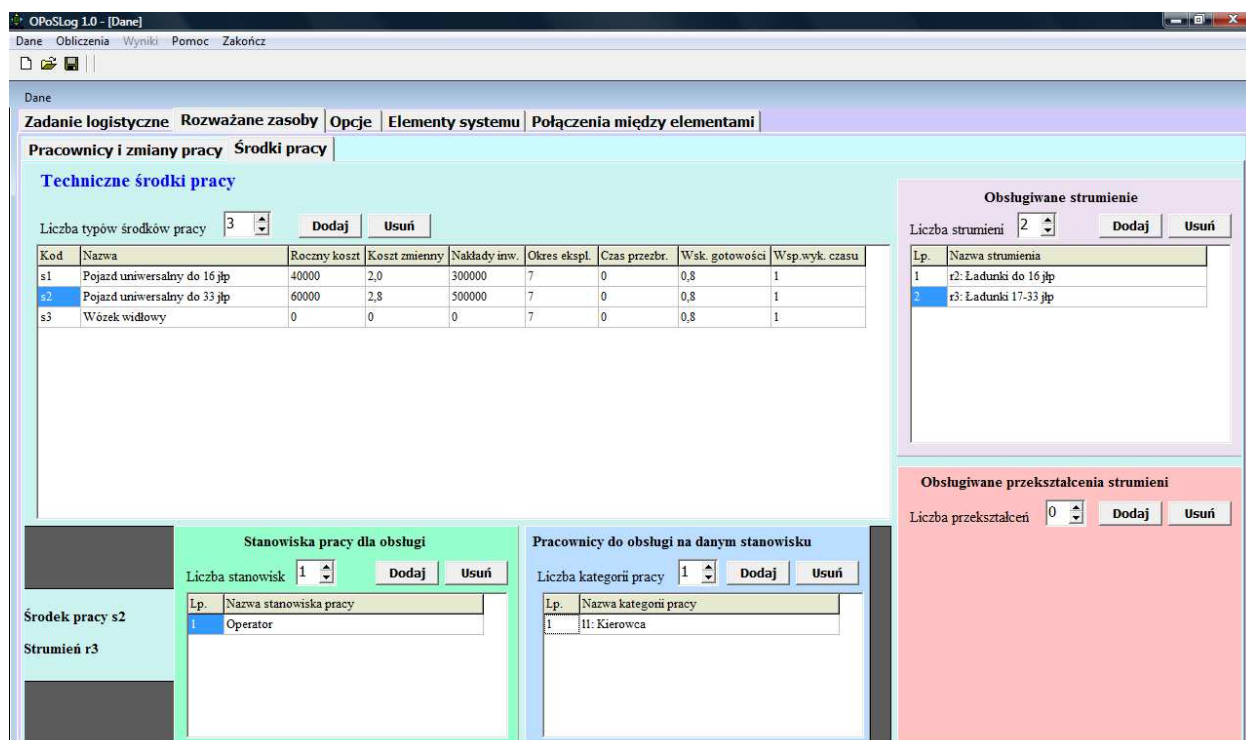 OPoSLog 1.0 - [Dane]
Dane Obliczenia Wyniki Pomoc Zakończ
Dane
Zadanie logistyczne Rozważane zasoby Opcje Elementy systemu Połączenia między elementami
Pracownicy i zmiany pracy Środki pracy
Techniczne środki pracy
Liczba typów środków pracy 3 Dodaj Usuń
Kod Nazwa Roczny koszt Koszt zmienny Nakłady inw. Okres ekspl. Czas przezbr. Wsk. gotowości Wsp.wyk. czasu
s1 Pojazd uniwersalny do 16 jłp 40000 2,0 300000 7 0 0,8 1
s2 Pojazd uniwersalny do 33 jłp 60000 2,8 500000 7 0 0,8 1
s3 Wózek widłowy 0 0 0 7 0 0,8 1
Obsługiwane strumienie
Liczba strumieni 2 Dodaj Usuń
Lp. Nazwa strumienia
1 r2: Ładunki do 16 jłp
2 r3: Ładunki 17-33 jłp
Obsługiwane przekształcenia strumieni
Liczba przekształceń 0 Dodaj Usuń
Środek pracy s2
Strumień r3
Stanowiska pracy dla obsługi
Liczba stanowisk 1 Dodaj Usuń
Lp. Nazwa stanowiska pracy
1 Operator
Pracownicy do obsługi na danym stanowisku
Liczba kategorii pracy 1 Dodaj Usuń
Lp. Nazwa kategorii pracy
1 l1: Kierowca